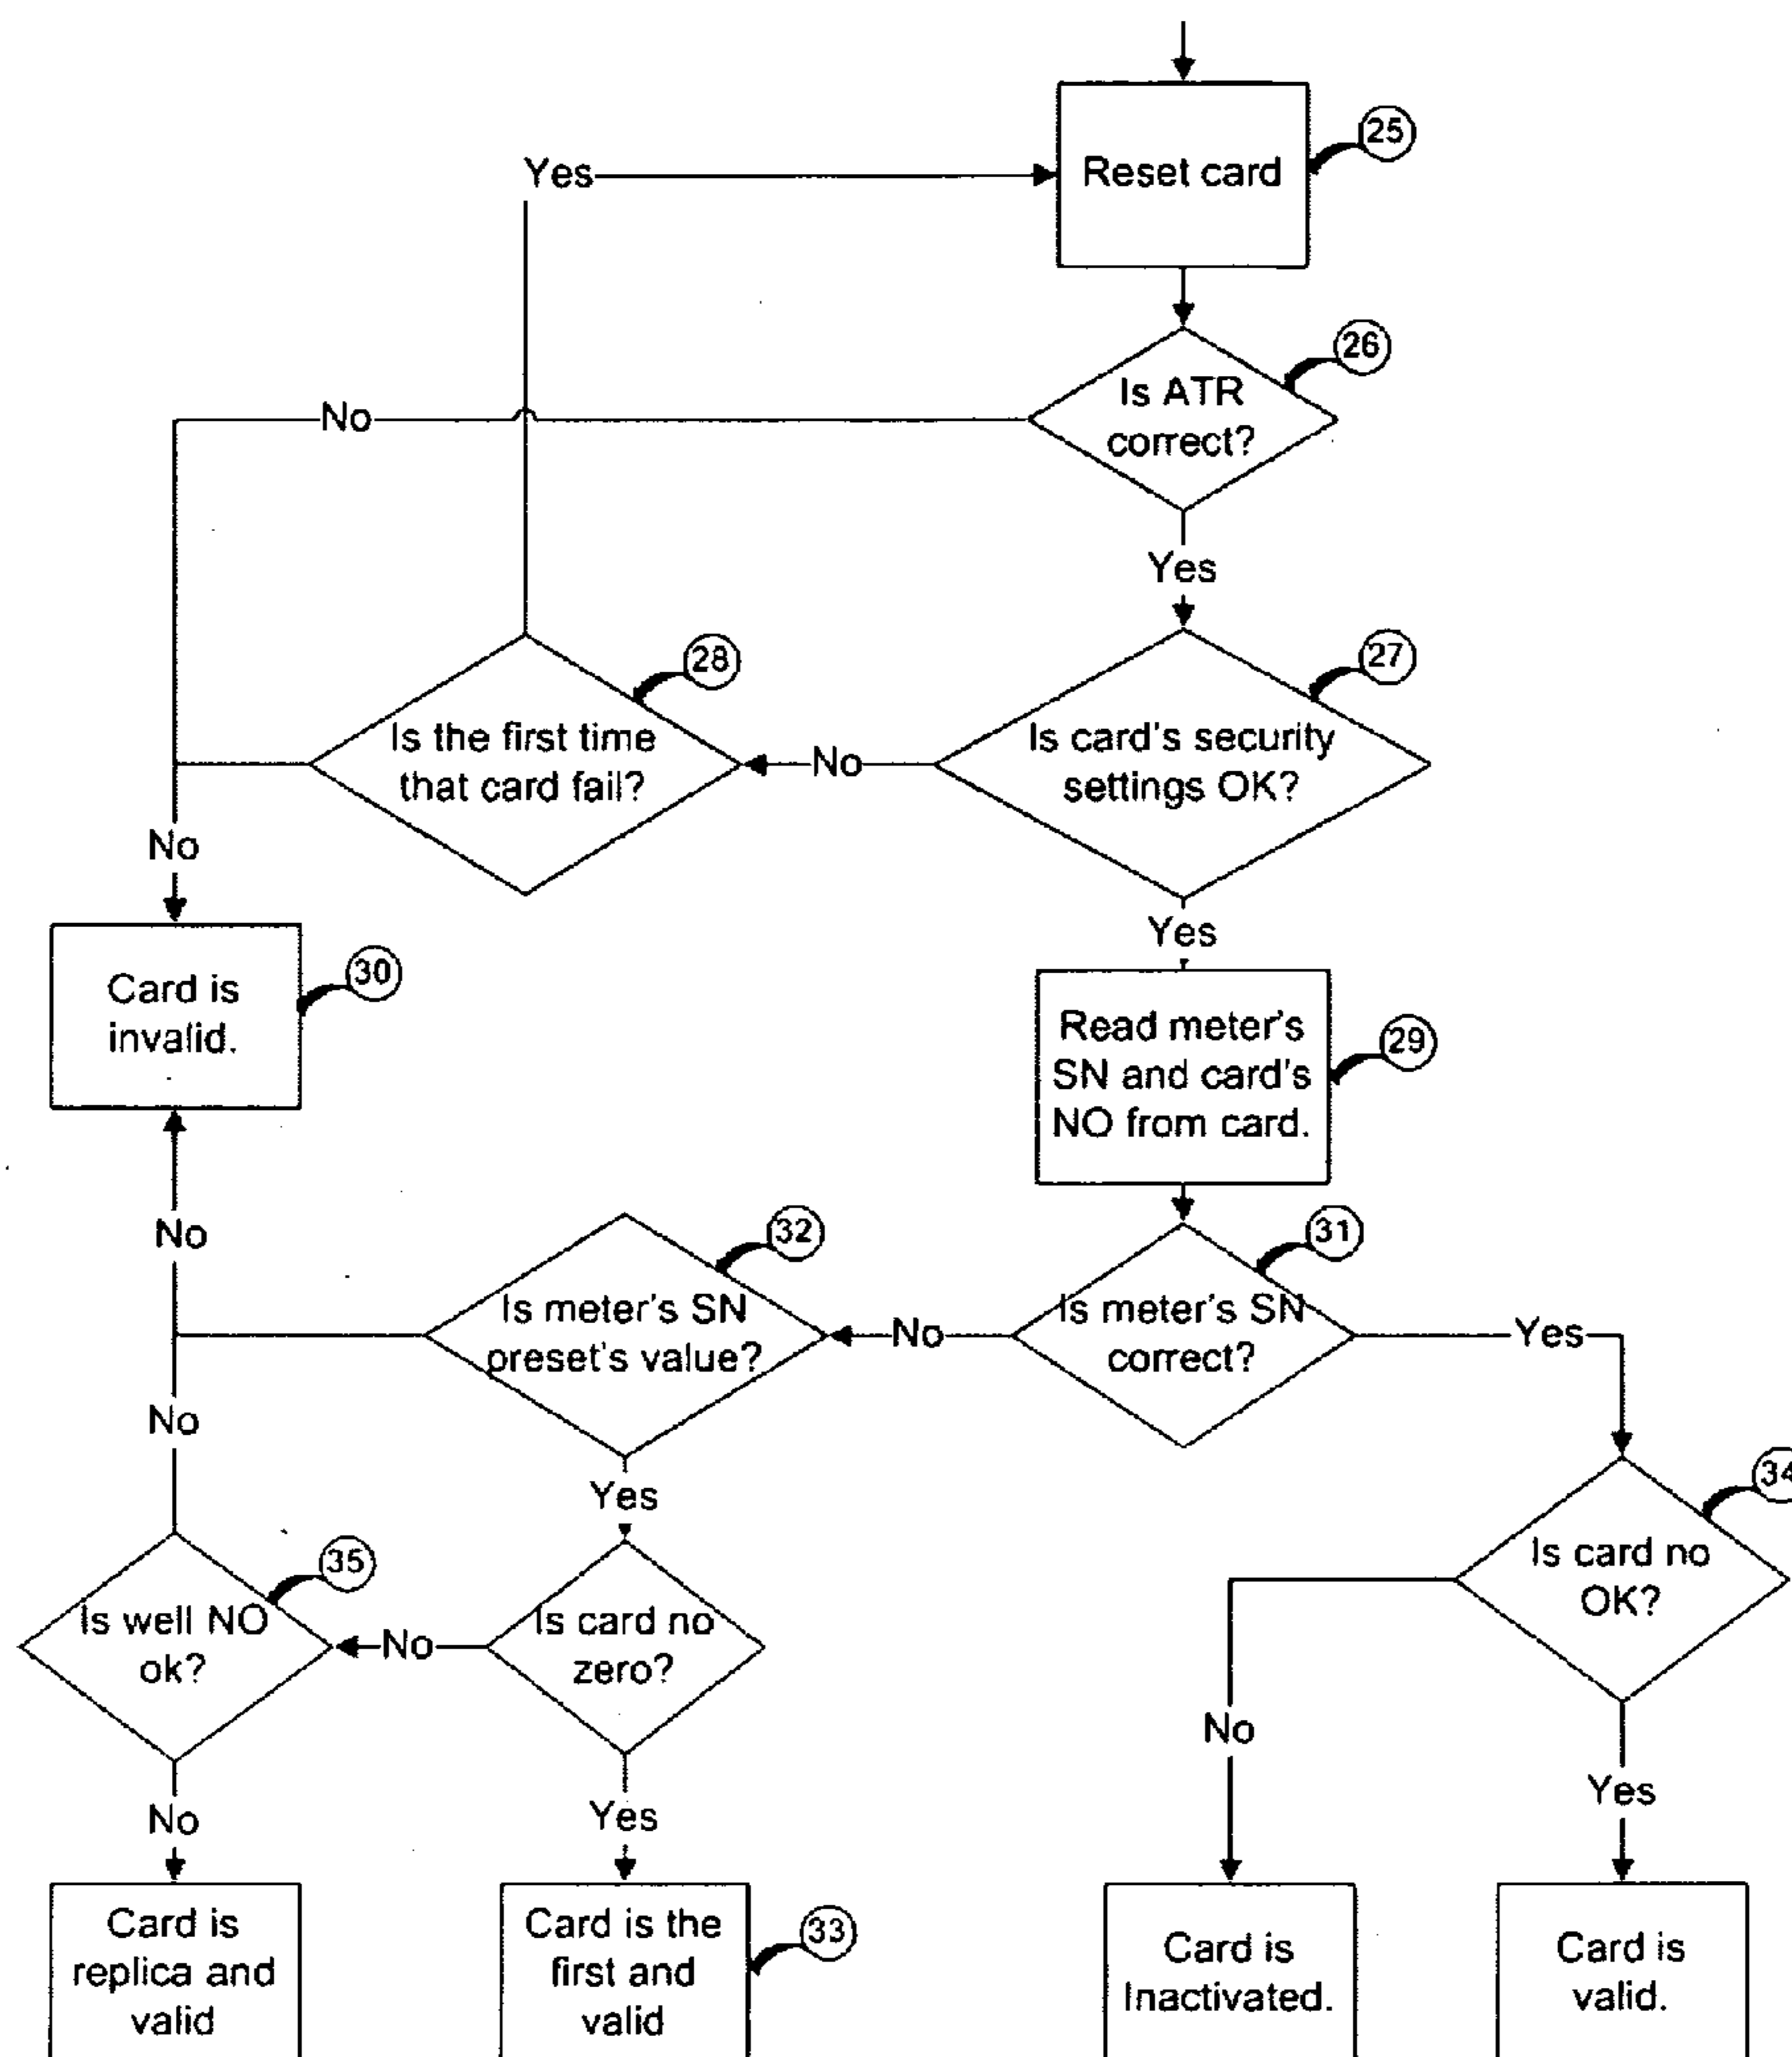 25
Yes
Reset card
26
Is ATR
correct?
No
Yes
28
27
Is the first time
that card fail?
No
Is card's security
settings OK?
No
Yes
30
Card is
invalid.
29
Read meter's
SN and card's
NO from card.
No
32
31
Is meter's SN
preset's value?
No
Is meter's SN
correct?
Yes
No
Yes
34
35
Is card no
OK?
Is well NO
ok?
No
Is card no
zero?
No
No
Yes
Yes
Card is
replica and
valid
Card is the
first and
valid
33
Card is
Inactivated.
Card is
valid.